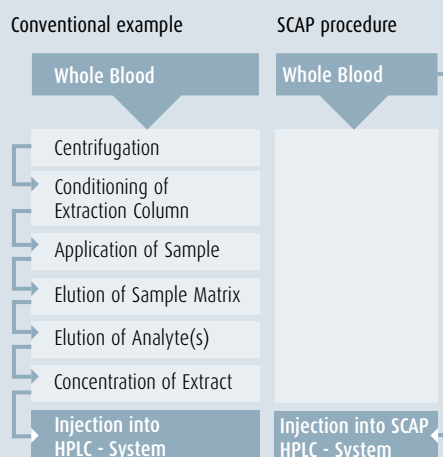 Conventional example
Whole Blood
Centrifugation
Conditioning of
Extraction Column
Application of Sample
Elution of Sample Matrix
Elution of Analyte(s)
Concentration of Extract
Injection into
HPLC - System
SCAP procedure
Whole Blood
Injection into SCAP
HPLC - System